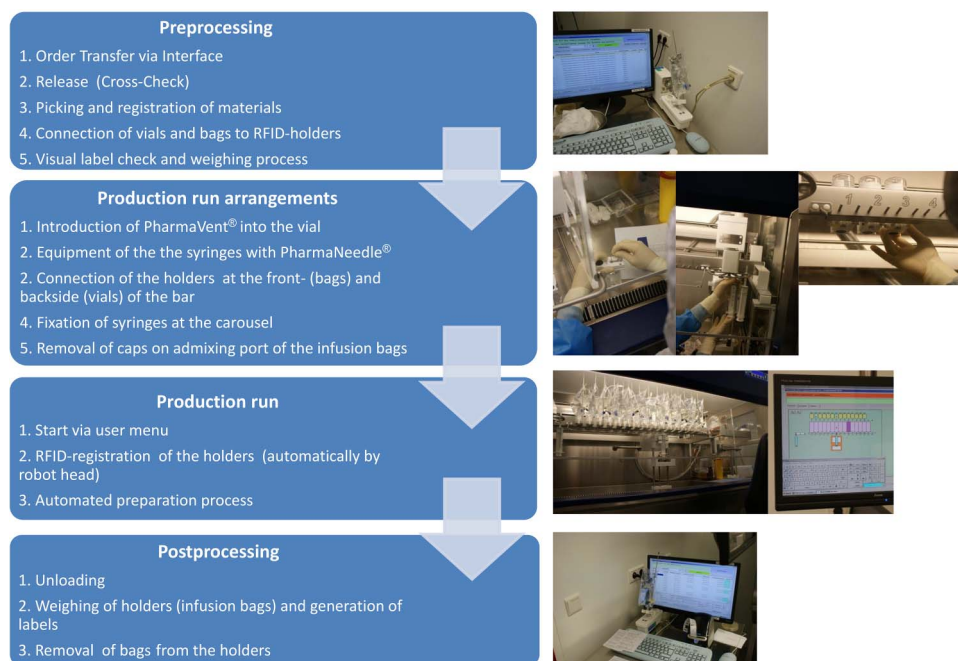 Preprocessing
1. Order Transfer via Interface
2. Release (Cross-Check)
3. Picking and registration of materials
4. Connection of vials and bags to RFID-holders
5. Visual label check and weighing process
Production run arrangements
1. Introduction of PharmaVent® into the vial
2. Equipment of the the syringes with PharmaNeedle®
2. Connection of the holders at the front- (bags) and
backside (vials) of the bar
4. Fixation of syringes at the carousel
5. Removal of caps on admixing port of the infusion bags
1 2 3 4
Production run
1. Start via user menu
2. RFID-registration of the holders (automatically by
robot head)
3. Automated preparation process
Postprocessing
1. Unloading
2. Weighing of holders (infusion bags) and generation of
labels
3. Removal of bags from the holders